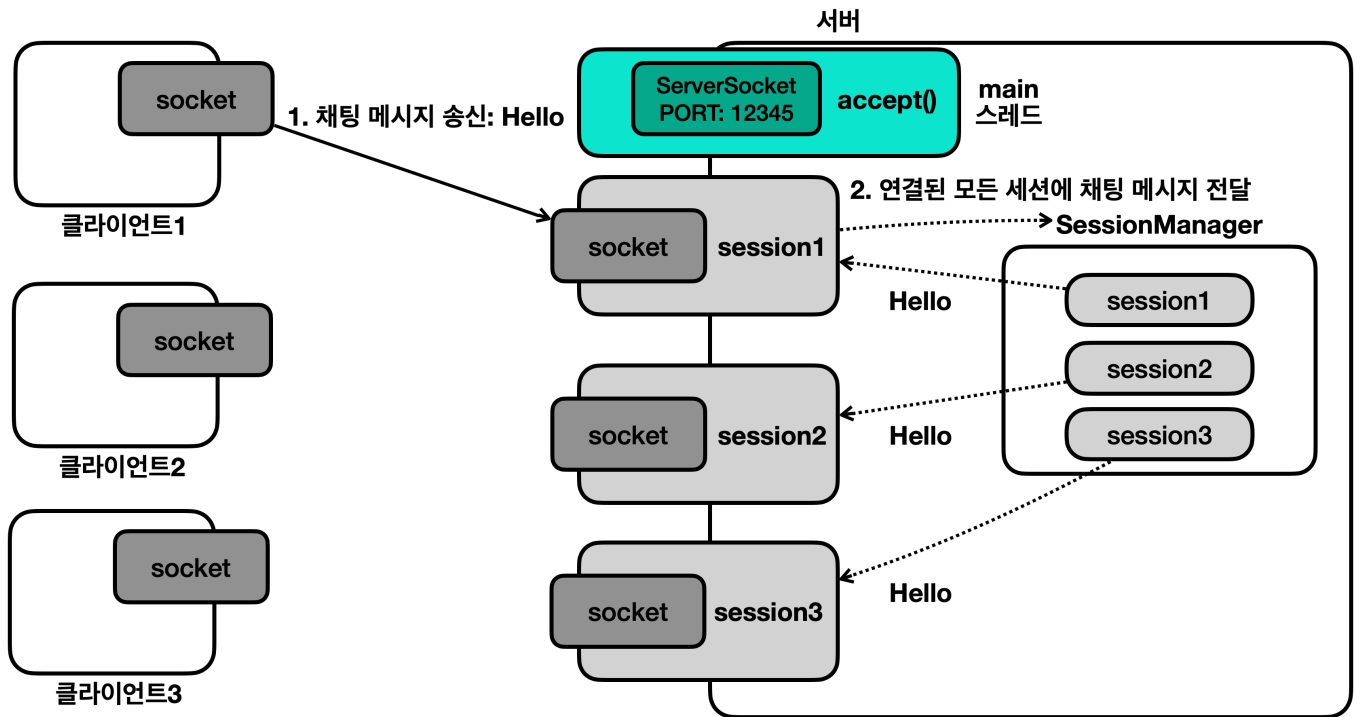 서버
socket
1. 채팅 메시지 송신: Hello
클라이언트1
ServerSocket
PORT: 12345
accept()
main
스레드
2. 연결된 모든 세션에 채팅 메시지 전달
SessionManager
socket
session1
Hello
session1
socket
클라이언트2
session2
socket
session2
Hello
session3
socket
클라이언트3
socket
session3
Hello